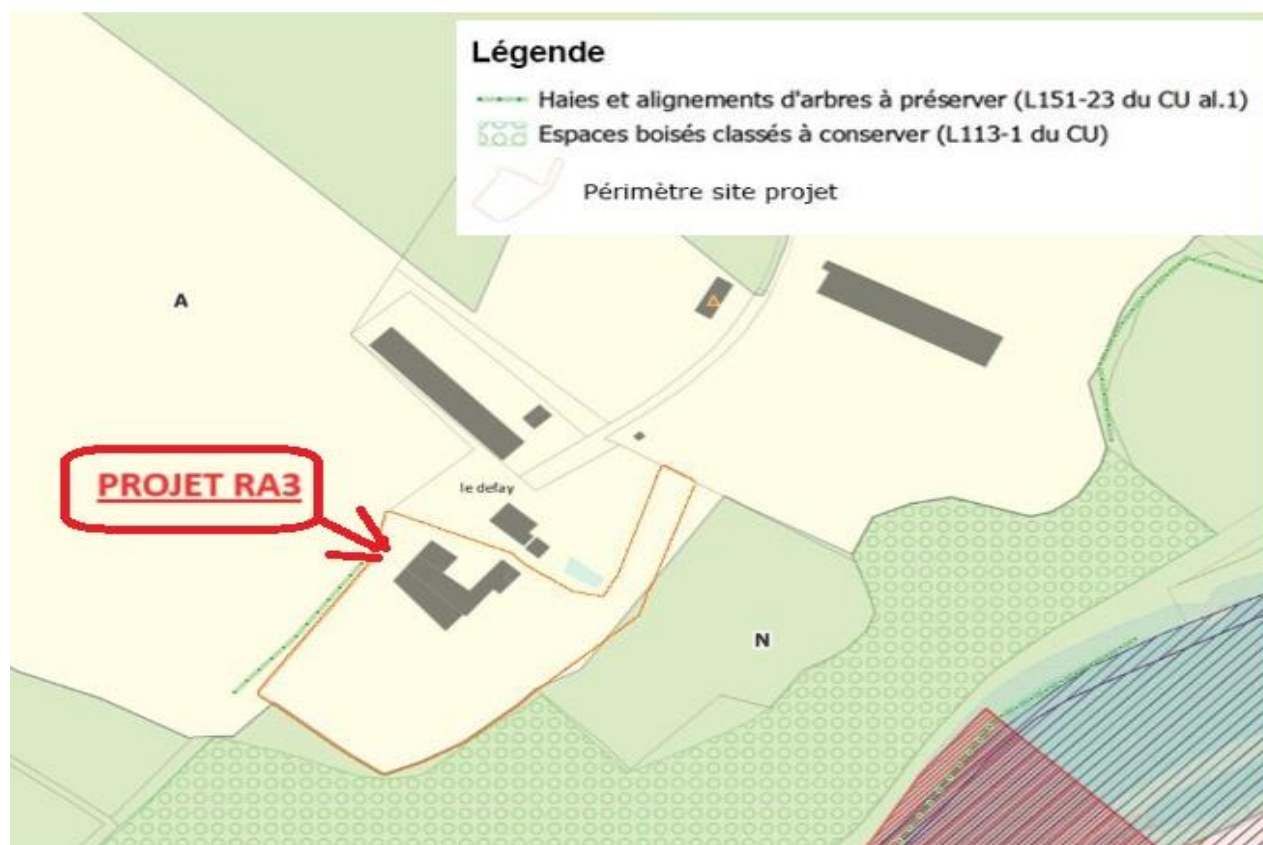 Légende
Haies et alignements d'arbres à préserver (L151-23 du CU al.1)
Espaces boisés classés à conserver (L113-1 du CU)
Périmètre site projet
A
PROJET RA3
le defay
N